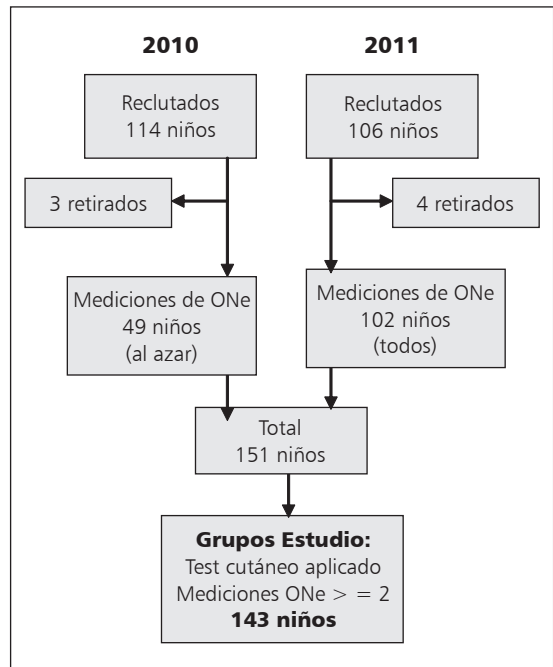 2010
2011
Reclutados
114 niños
Reclutados
106 niños
3 retirados
4 retirados
Mediciones de ONe
49 niños
(al azar)
Mediciones de ONe
102 niños
(todos)
Total
151 niños
Grupos Estudio:
Test cutáneo aplicado
Mediciones ONe > = 2
143 niños